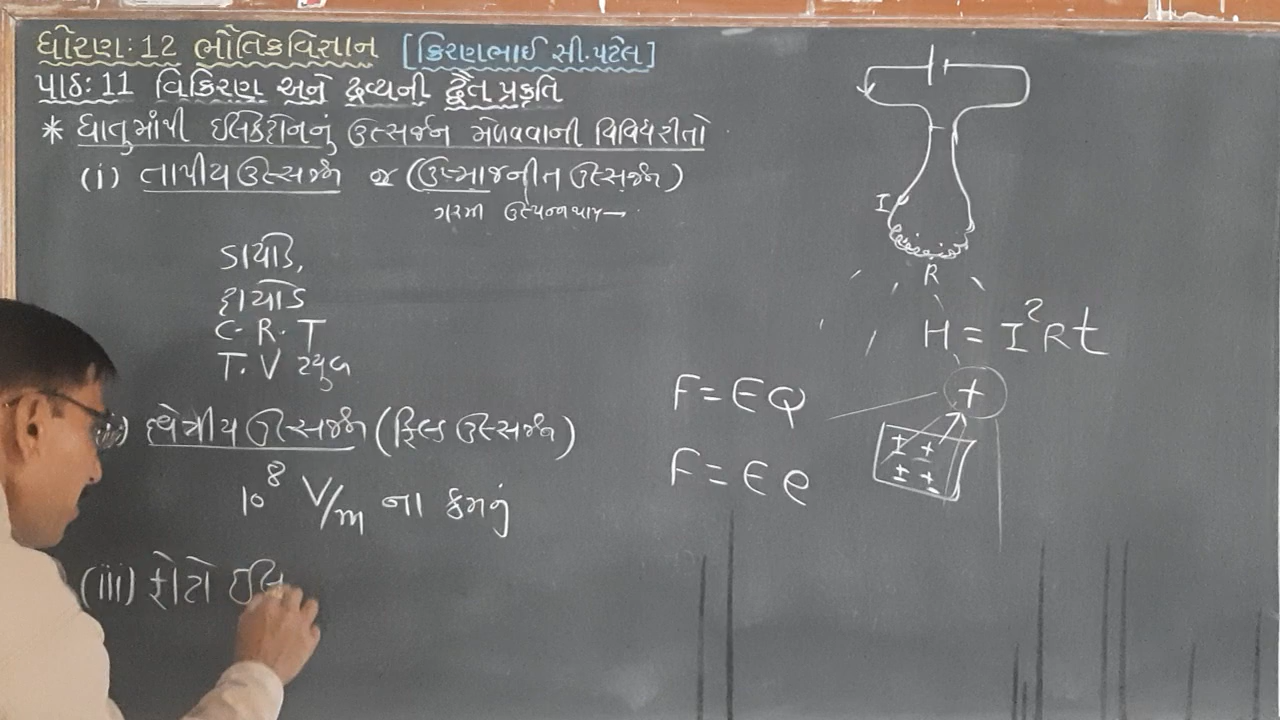 ધોરણ: 12 ભૌતિકવિજ્ઞાન [કિરણભાઈ સી. પટેલ]
પાઠ: 11 વિકિરણ અને દ્રવ્યની દ્વૈત પ્રકૃતિ
* ધાતુમાંથી ઇલેક્ટ્રોનનું ઉત્સર્જન મેળવવાની વિવિધ રીતો
(i) તાપીય ઉત્સર્જન (ઉષ્માજનીત ઉત્સર્જન)
ગરમી ઉત્પન્ન થાય →
ડાયોડ,
ટ્રાયોડ
C. R. T
T. V ટ્યુબ
ક્ષેત્રીય ઉત્સર્જન (ફિલ્ડ ઉત્સર્જન)
10⁸ V/m ના ક્રમનું
(iii) ફોટો ઇલિ
I
R
H = I²Rt
+
F = EQ
F = Ee
± +
± ±